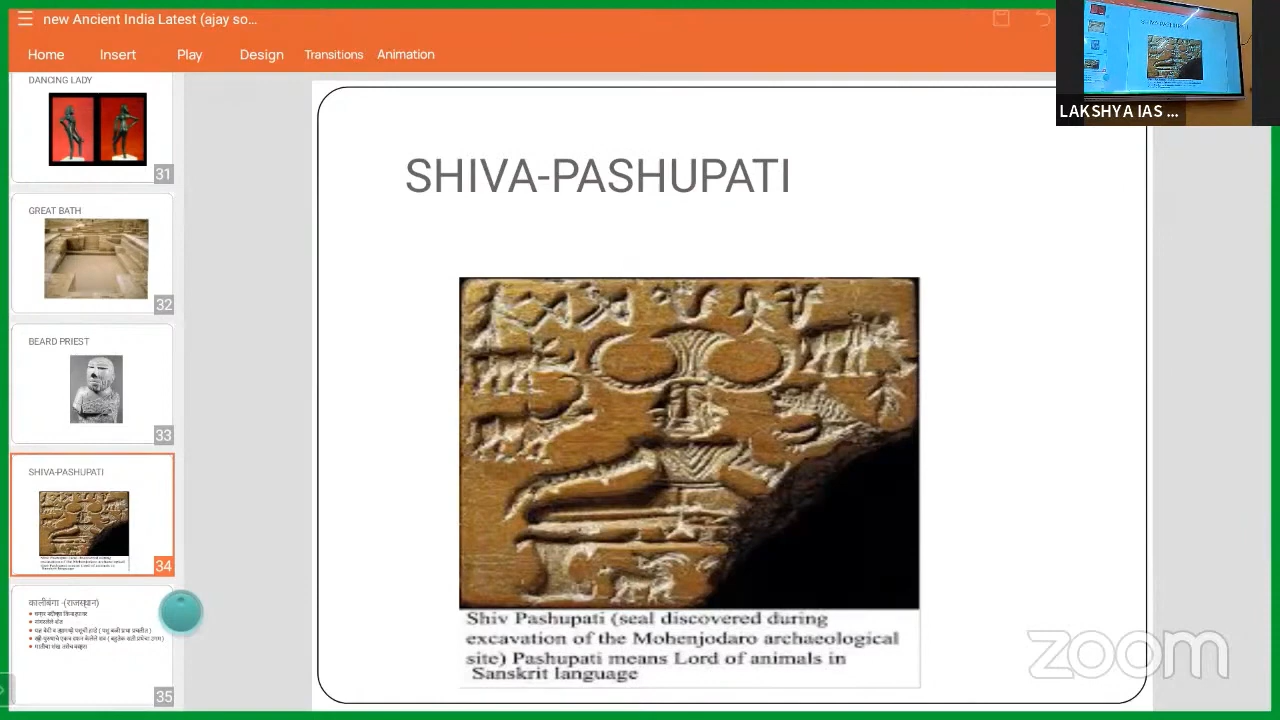 new Ancient India Latest (ajay so...
Home Insert Play Design Transitions Animation
LAKSHYA IAS ...
DANCING LADY
31
GREAT BATH
32
BEARD PRIEST
33
SHIVA-PASHUPATI
34
कालीबंगा -(राजस्थान)
35
SHIVA-PASHUPATI
Shiv Pashupati (seal discovered during
excavation of the Mohenjodaro archaeological
site) Pashupati means Lord of animals in
Sanskrit language
zoom